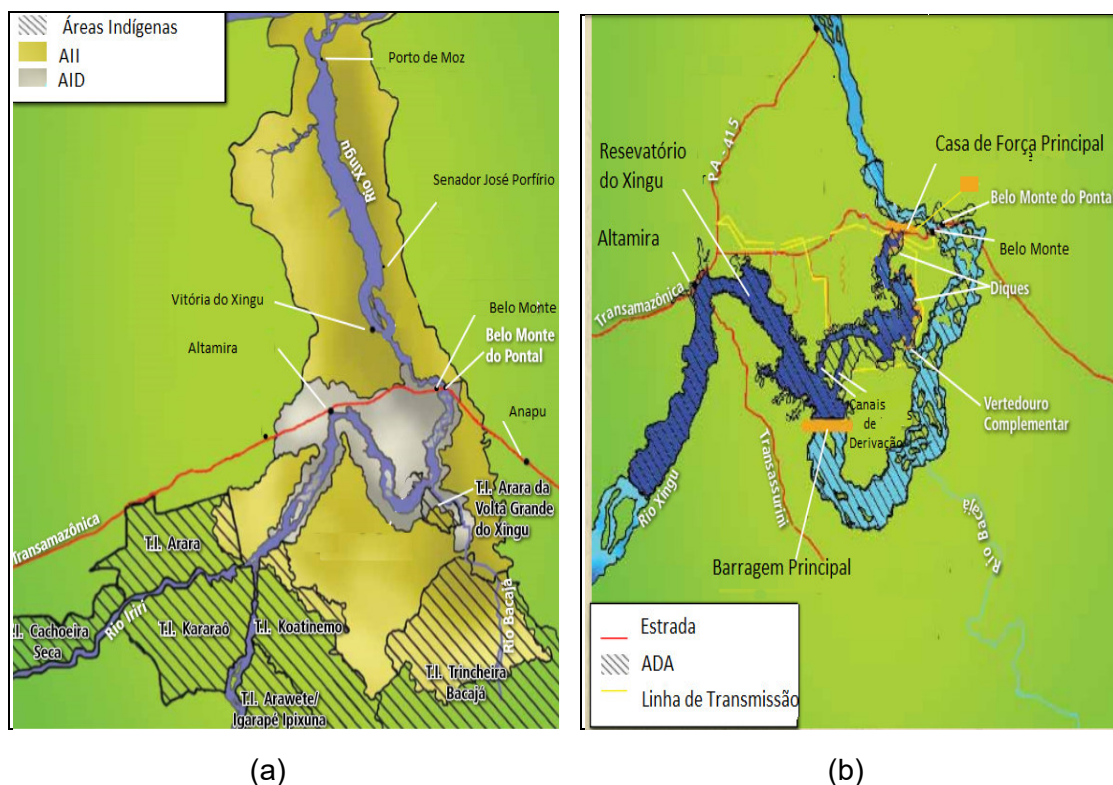 Áreas Indígenas
AII
AID
Porto de Moz
Rio Xingu
Senador José Porfírio
Vitória do Xingu
Belo Monte
Belo Monte
do Pontal
Altamira
Anapu
T.I. Arara da
Volta Grande
do Xingu
Transamazônica
T.I. Arara
Rio Iriri
T.I. Cachoeira
Seca
T.I. Kararaô
T.I. Koatinemo
Rio Bacajá
T.I. Trincheira
Bacajá
T.I. Arawete/
Igarapé Ipixuna
(a)
PA - 415
Casa de Força Principal
Resevatório
do Xingu
Belo Monte do Pontal
Altamira
Belo Monte
Transamazônica
Diques
Canais
de
Derivação
Vertedouro
Complementar
Rio Xingu
Transassurini
Rio Bacajá
Barragem Principal
Estrada
ADA
Linha de Transmissão
(b)